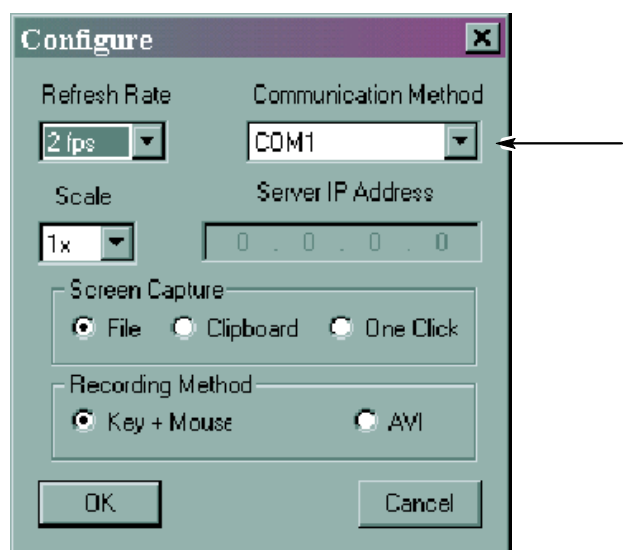 Configure
Refresh Rate
Communication Method
2 fps
COM1
Scale
Server IP Address
1x
0 . 0 . 0 . 0
Screen Capture
File
Clipboard
One Click
Recording Method
Key + Mouse
AVI
OK
Cancel